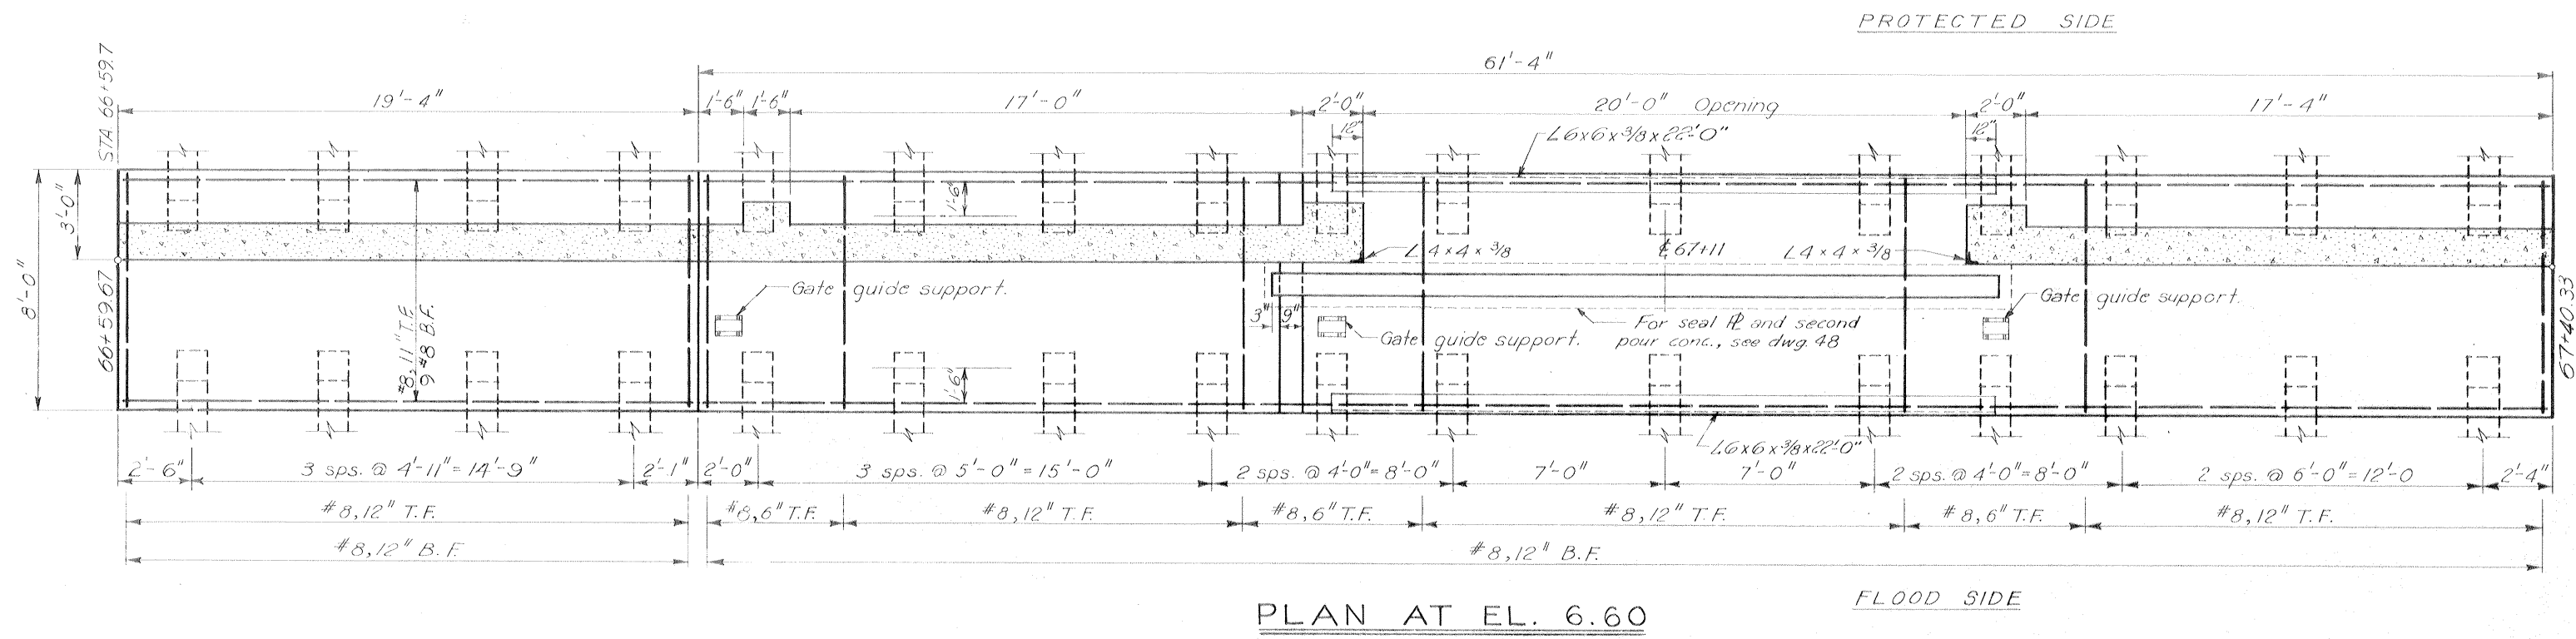 PROTECTED SIDE
61'-4"
STA 66+59.7
19'-4"
1'-6" 1'-6"
17'-0"
2'-0"
20'-0" Opening
2'-0"
17'-4"
12"
L6x6x3/8x22'-0"
12"
3'-0"
8'-0"
1'-6"
L 4×4×3/8
℄ 67+11
L4×4×3/8
66+59.67
#8,11" T.F.
9-#8 B.F.
Gate guide support.
3"
9"
Gate guide support.
For seal ℙL and second
pour conc., see dwg. 48
Gate guide support.
67+40.33
1'-6"
L6x6x3/8x22'-0"
2'-6"
3 sps. @ 4'-11"=14'-9"
2'-1"
2'-0"
3 sps. @ 5'-0"=15'-0"
2 sps. @ 4'-0"=8'-0"
7'-0"
7'-0"
2 sps. @ 4'-0"=8'-0"
2 sps. @ 6'-0"=12'-0
2'-4"
#8,12" T.F.
#8,6" T.F.
#8,12" T.F.
#8,6" T.F.
#8,12" T.F.
#8,6" T.F.
#8,12" T.F.
#8,12" B.F.
#8,12" B.F.
PLAN AT EL. 6.60
FLOOD SIDE